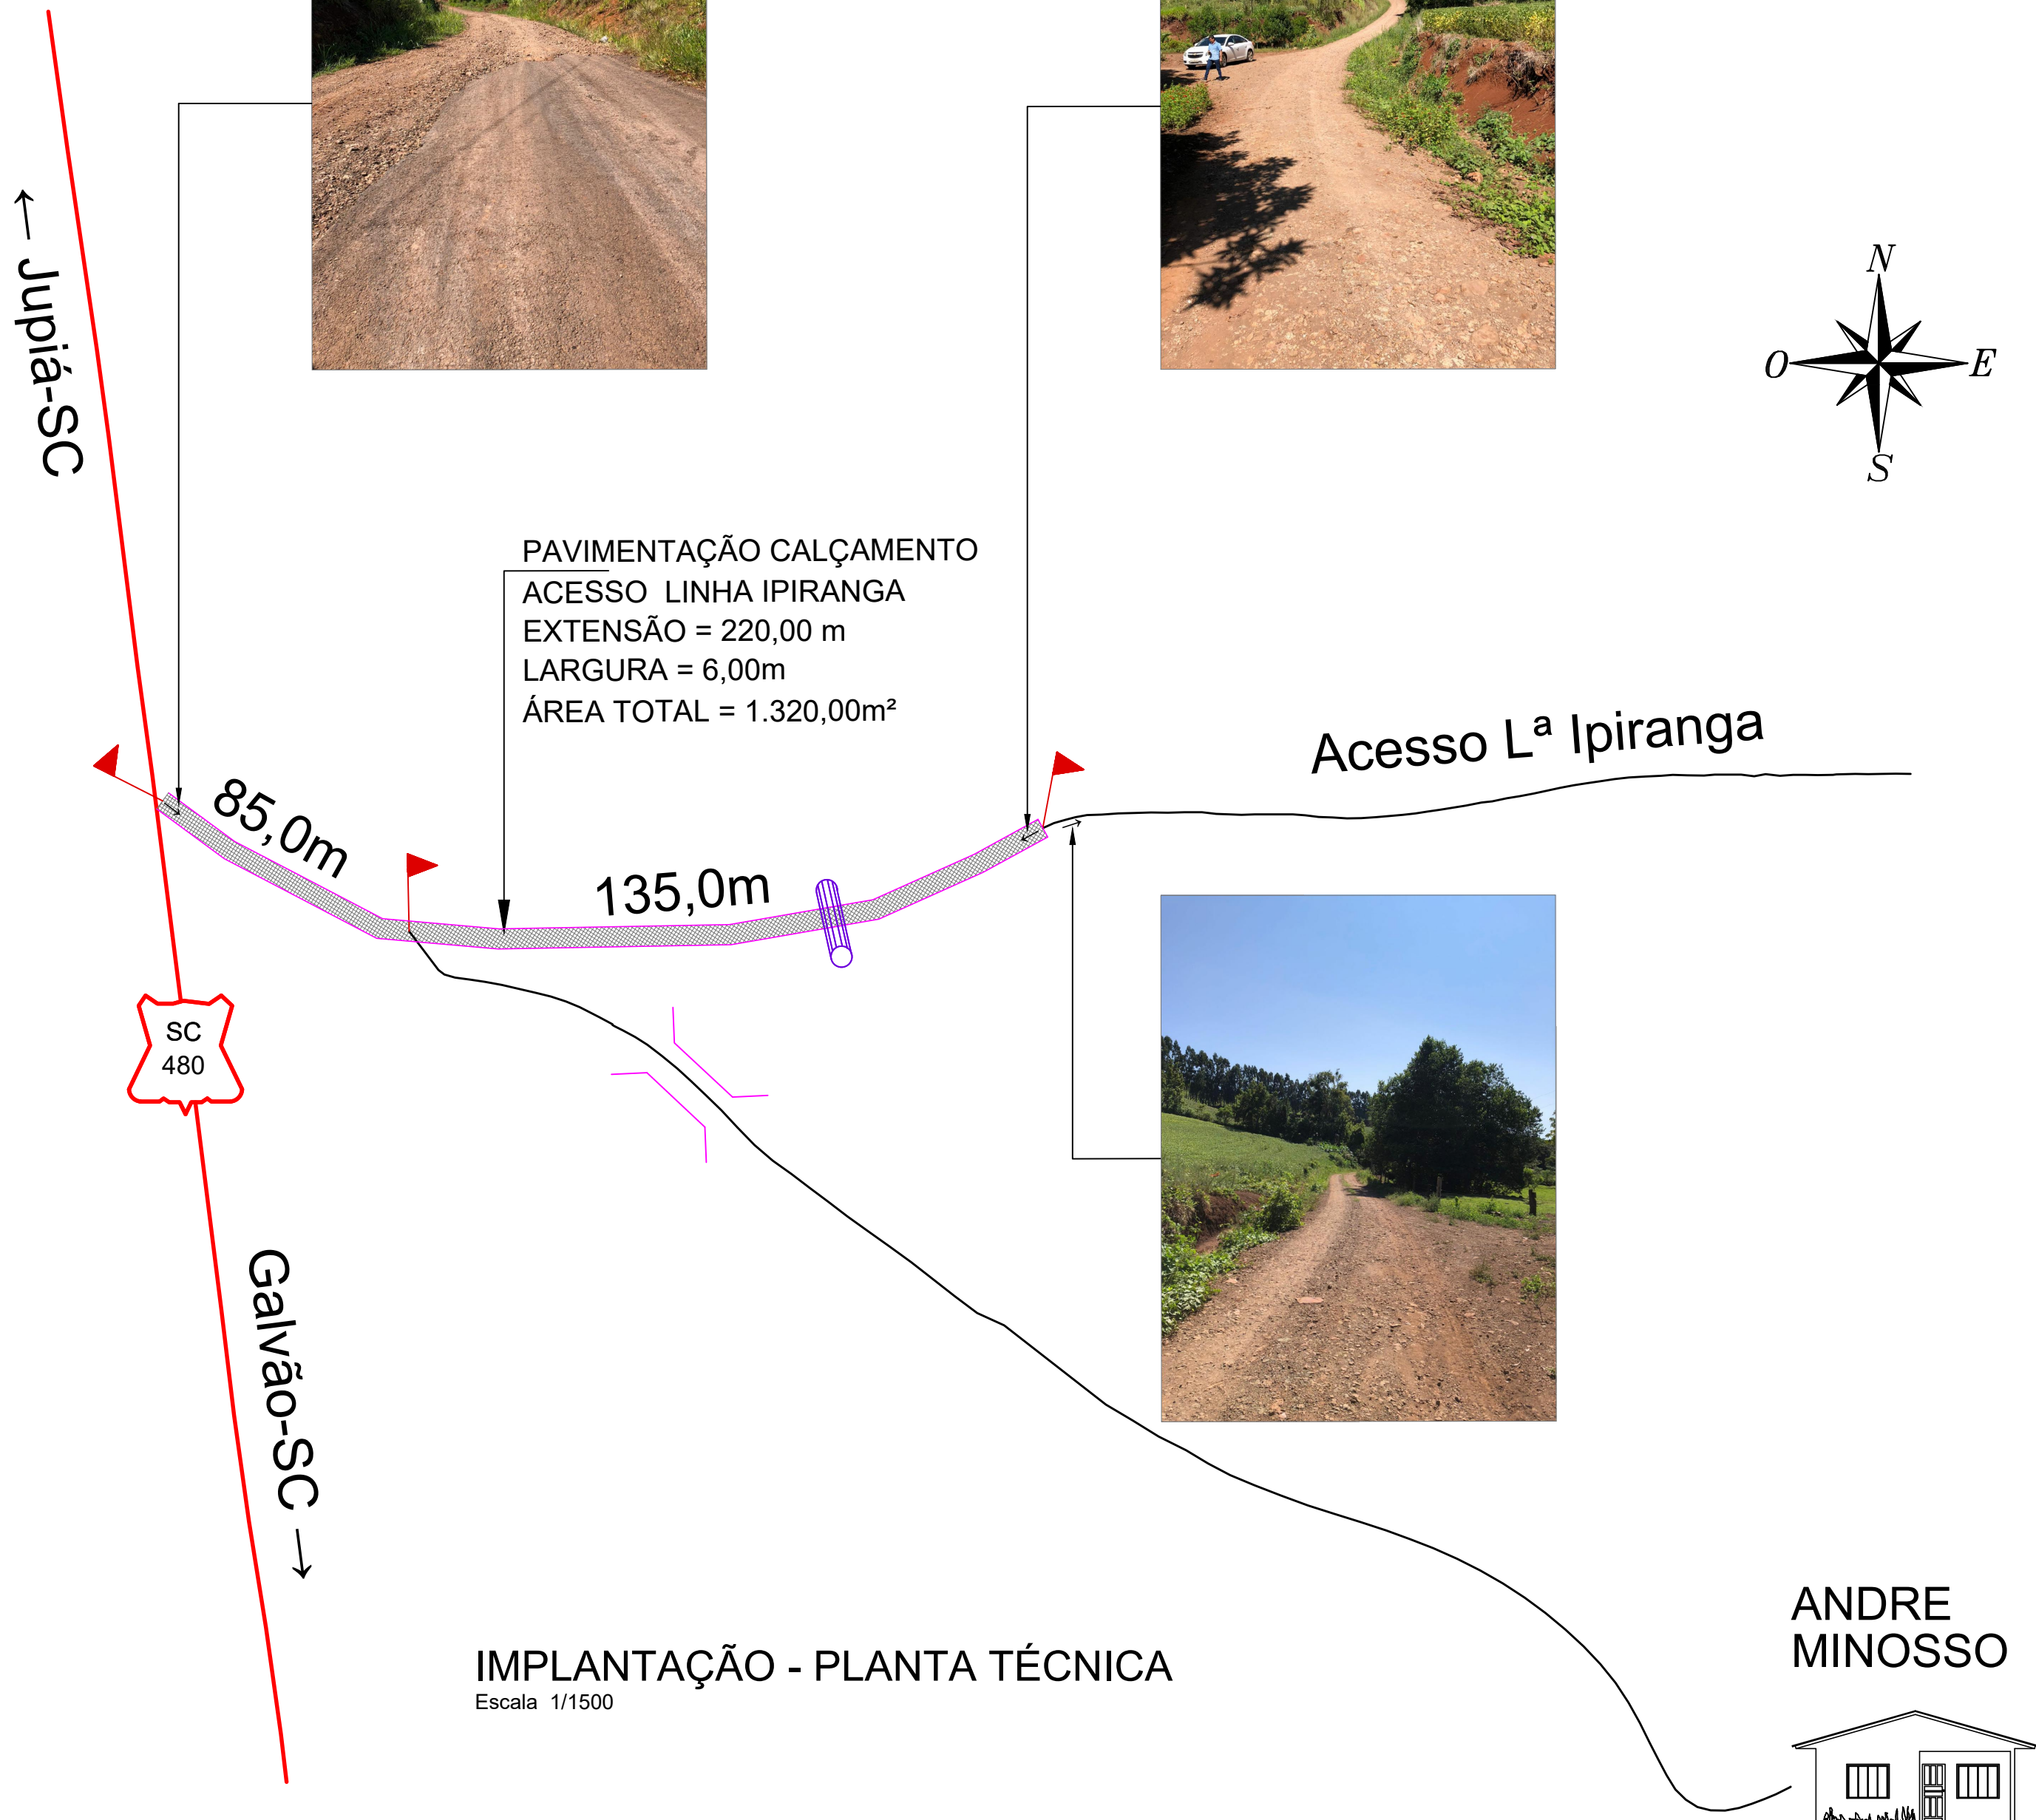 ← Jupiá-SC
N
O
E
S
PAVIMENTAÇÃO CALÇAMENTO
ACESSO LINHA IPIRANGA
EXTENSÃO = 220,00 m
LARGURA = 6,00m
ÁREA TOTAL = 1.320,00m²
Acesso Lª Ipiranga
85,0m
135,0m
SC
480
Galvão-SC →
ANDRE
MINOSSO
IMPLANTAÇÃO - PLANTA TÉCNICA
Escala 1/1500